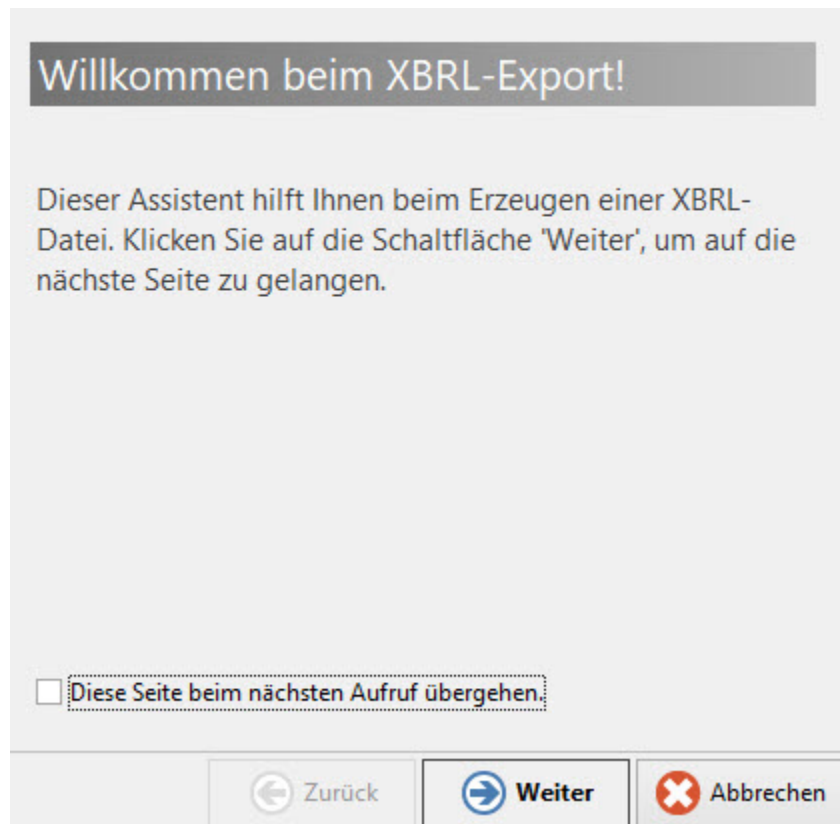 Willkommen beim XBRL-Export!
Dieser Assistent hilft Ihnen beim Erzeugen einer XBRL-
Datei. Klicken Sie auf die Schaltfläche 'Weiter', um auf die
nächste Seite zu gelangen.
Diese Seite beim nächsten Aufruf übergehen.
Zurück Weiter Abbrechen